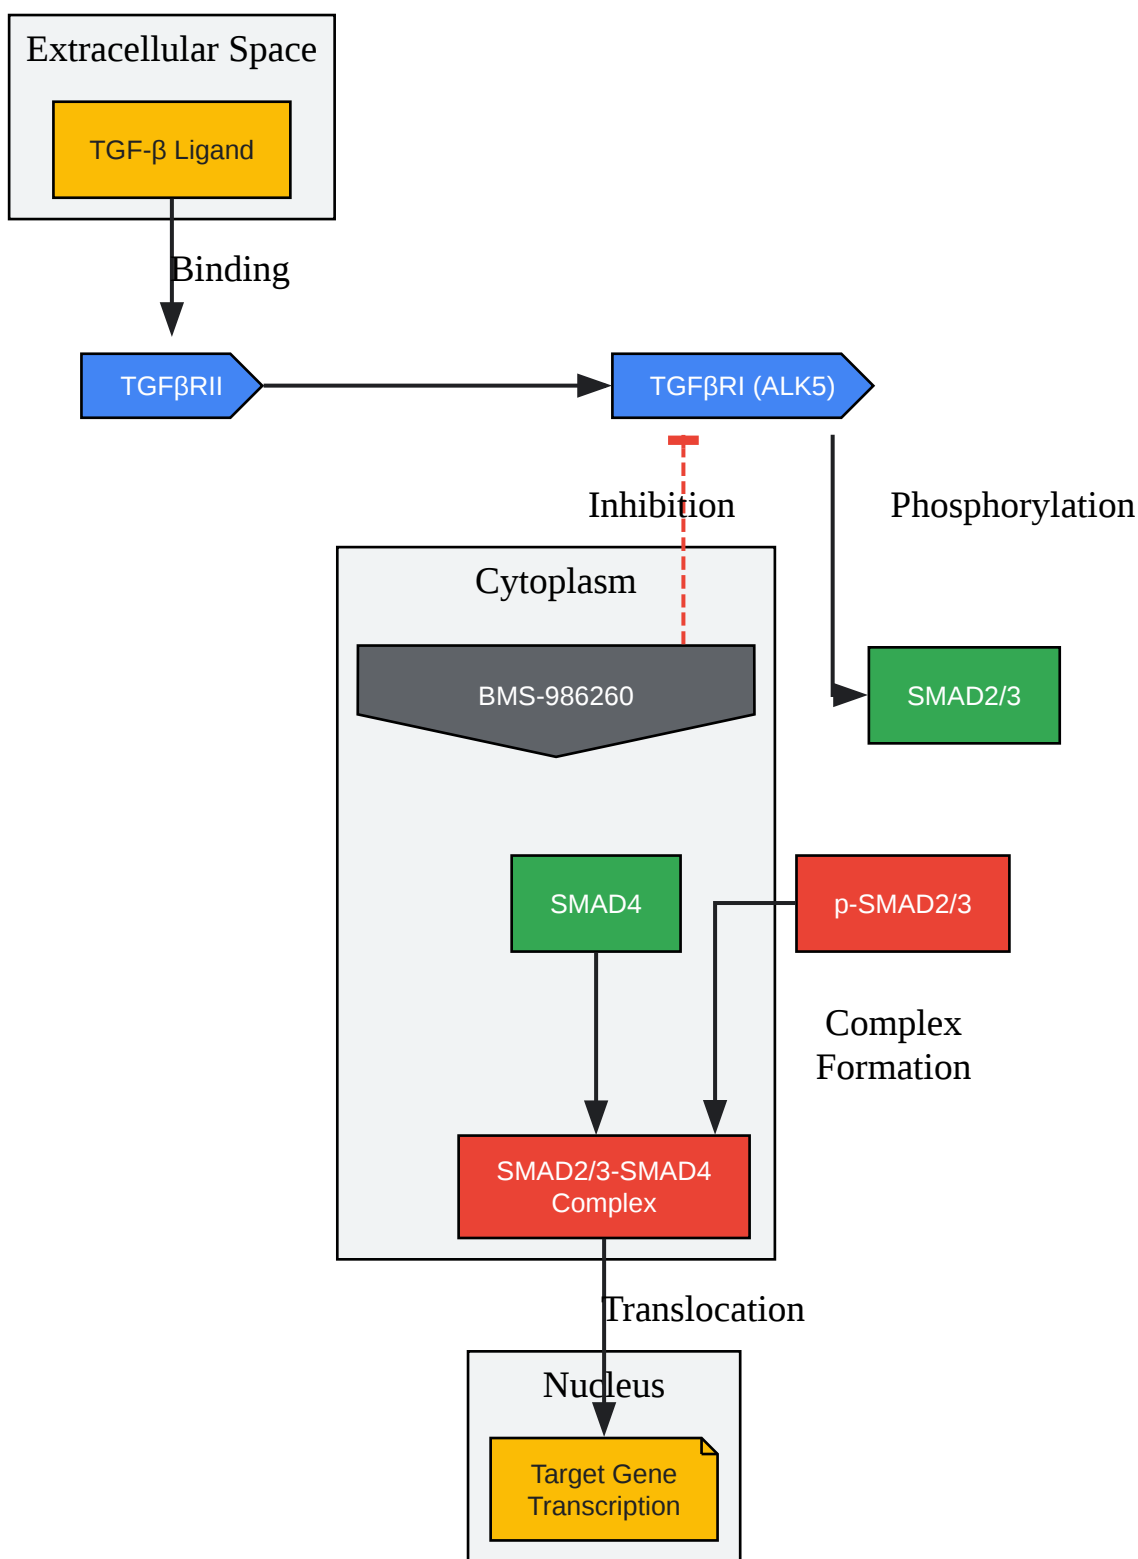 Extracellular Space
TGF-β Ligand
Binding
TGFβRII
TGFβRI (ALK5)
Inhibition
Phosphorylation
Cytoplasm
BMS-986260
SMAD2/3
SMAD4
p-SMAD2/3
Complex
Formation
SMAD2/3-SMAD4
Complex
Translocation
Nucleus
Target Gene
Transcription